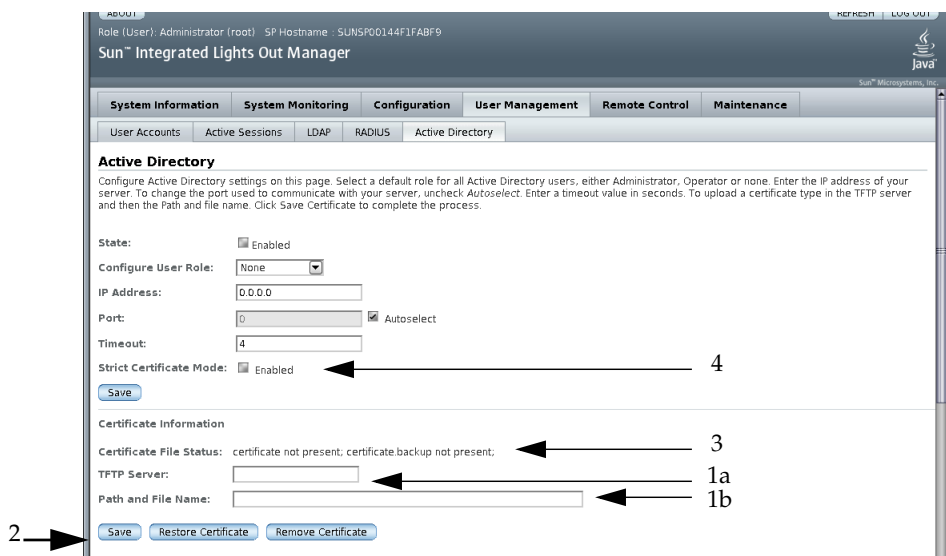 ABOUT REFRESH LOG OUT
Role (User): Administrator (root) SP Hostname : SUNSP00144F1FABF9
Sun™ Integrated Lights Out Manager
Java™
Sun™ Microsystems, Inc.
System Information System Monitoring Configuration User Management Remote Control Maintenance
User Accounts Active Sessions LDAP RADIUS Active Directory
Active Directory
Configure Active Directory settings on this page. Select a default role for all Active Directory users, either Administrator, Operator or none. Enter the IP address of your
server. To change the port used to communicate with your server, uncheck Autoselect. Enter a timeout value in seconds. To upload a certificate type in the TFTP server
and then the Path and file name. Click Save Certificate to complete the process.
State: Enabled
Configure User Role: None
IP Address: 0.0.0.0
Port: 0 Autoselect
Timeout: 4
Strict Certificate Mode: Enabled 4
Save
Certificate Information
Certificate File Status: certificate not present; certificate.backup not present; 3
TFTP Server: 1a
Path and File Name: 1b
2 Save Restore Certificate Remove Certificate